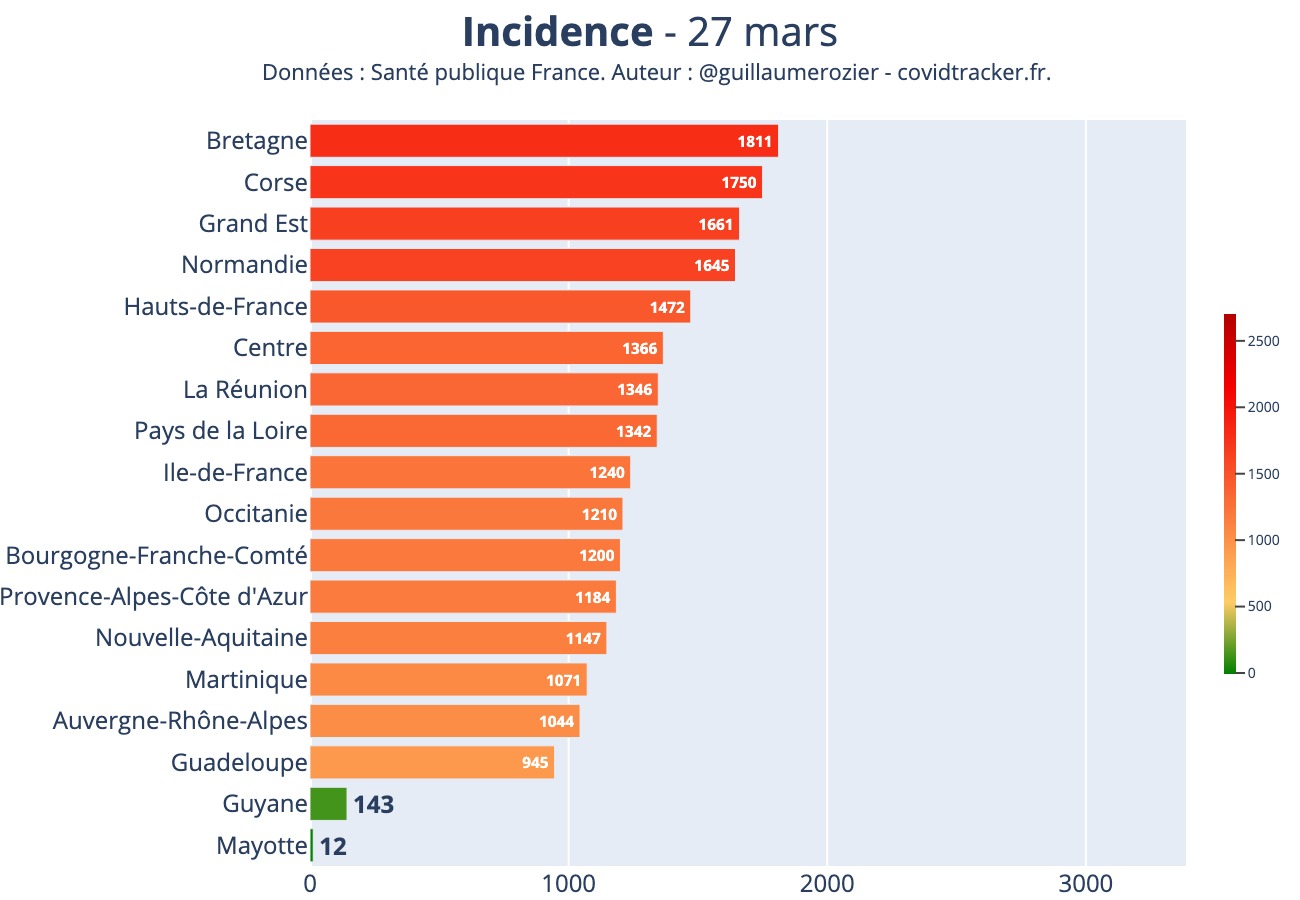 Incidence - 27 mars
Données : Santé publique France. Auteur : @guillaumerozier - covidtracker.fr.
Bretagne 1811
Corse 1750
Grand Est 1661
Normandie 1645
Hauts-de-France 1472
Centre 1366
La Réunion 1346
Pays de la Loire 1342
Ile-de-France 1240
Occitanie 1210
Bourgogne-Franche-Comté 1200
Provence-Alpes-Côte d'Azur 1184
Nouvelle-Aquitaine 1147
Martinique 1071
Auvergne-Rhône-Alpes 1044
Guadeloupe 945
Guyane 143
Mayotte 12
0 1000 2000 3000
2500
2000
1500
1000
500
0